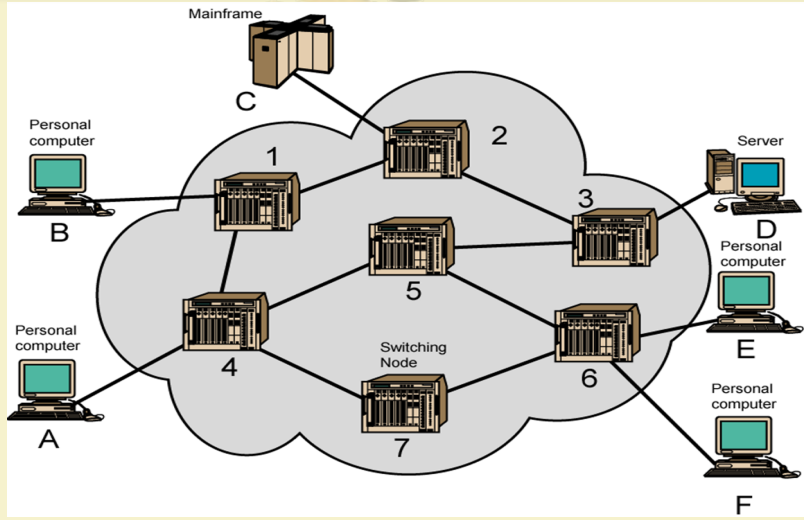 Mainframe
C
2
Personal
computer
1
Server
B
3
D
Personal
computer
5
Personal
computer
4
Switching
Node
6
E
A
7
Personal
computer
F